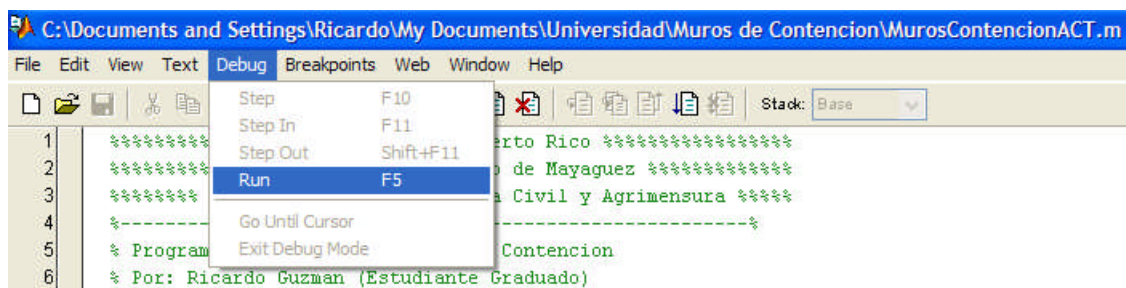 C:\Documents and Settings\Ricardo\My Documents\Universidad\Muros de Contencion\MurosContencionACT.m
File Edit View Text Debug Breakpoints Web Window Help
Stack: Base
Step F10
Step In F11
Step Out Shift+F11
Run F5
Go Until Cursor
Exit Debug Mode
1 %%%%%%%%% erto Rico %%%%%%%%%%%%%%%%%
2 %%%%%%%%% de Mayaguez %%%%%%%%%%%%%
3 %%%%%%%% Civil y Agrimensura %%%%%
4 %---------------------------%
5 % Program Contencion
6 % Por: Ricardo Guzman (Estudiante Graduado)